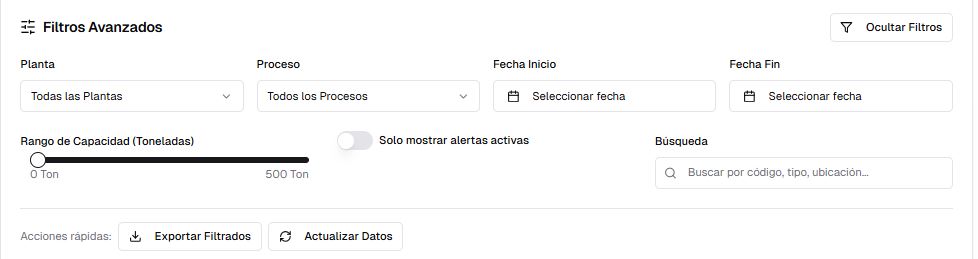 Filtros Avanzados
Ocultar Filtros
Planta
Proceso
Fecha Inicio
Fecha Fin
Todas las Plantas
Todos los Procesos
Seleccionar fecha
Seleccionar fecha
Rango de Capacidad (Toneladas)
0 Ton
500 Ton
Solo mostrar alertas activas
Búsqueda
Buscar por código, tipo, ubicación...
Acciones rápidas:
Exportar Filtrados
Actualizar Datos